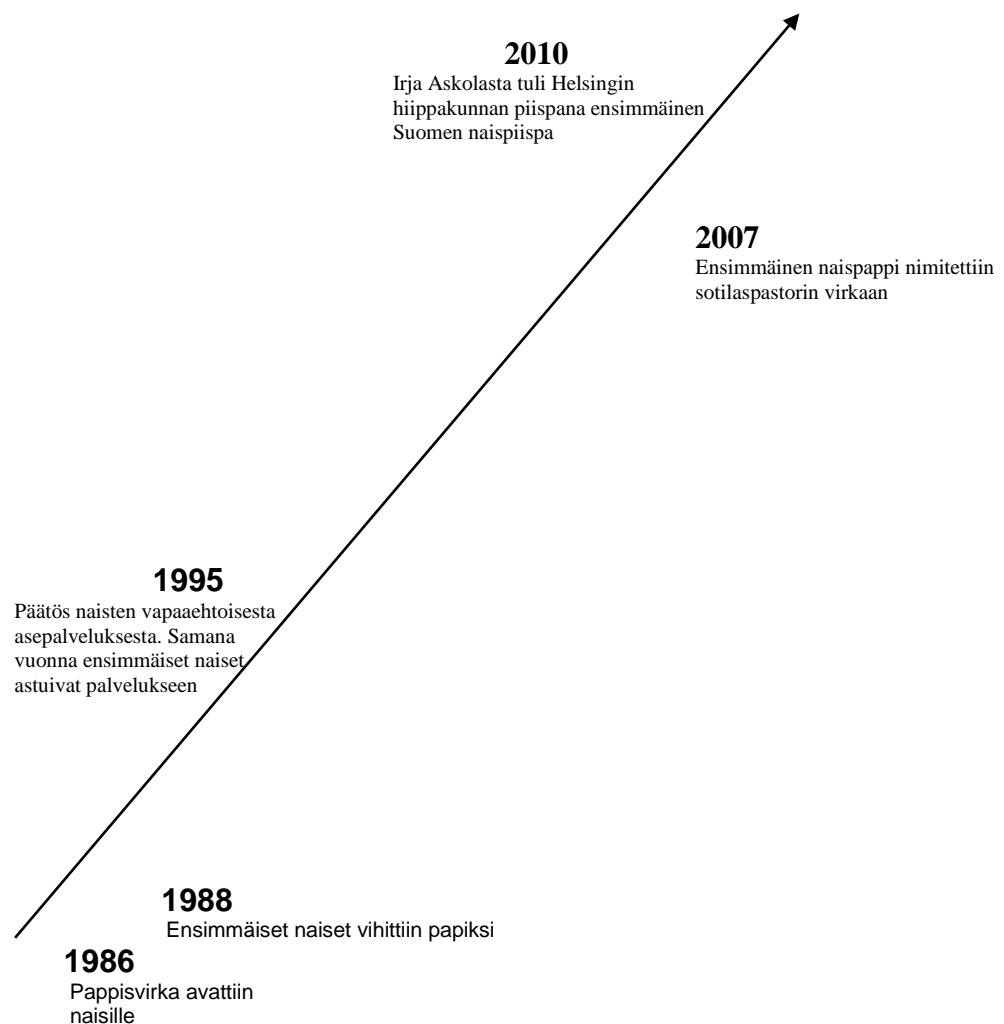 2010
Irja Askolasta tuli Helsingin
hiippakunnan piispana ensimmäinen
Suomen naispiispa
2007
Ensimmäinen naispappi nimitettiin
sotilaspastorin virkaan
1995
Päätös naisten vapaaehtoisesta
asepalveluksesta. Samana
vuonna ensimmäiset naiset
astuivat palvelukseen
1988
Ensimmäiset naiset vihittiin papiksi
1986
Pappisvirka avattiin
naisille